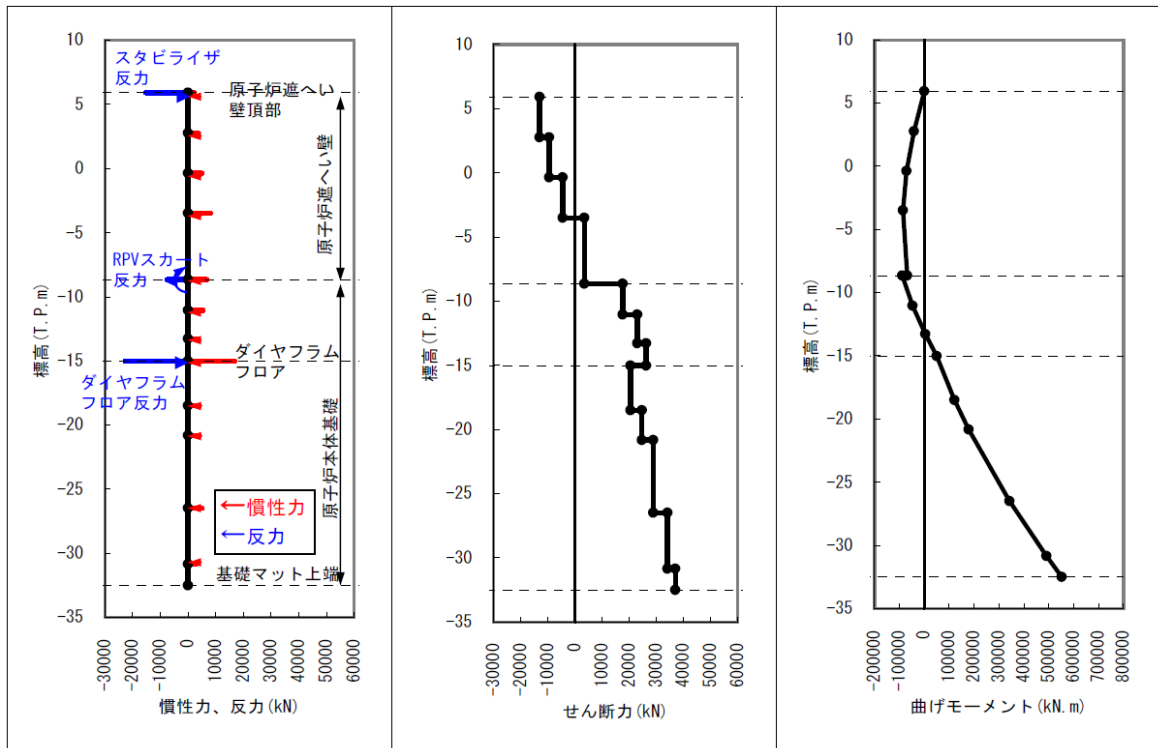 10
5
0
-5
-10
-15
-20
-25
-30
-35
標高(T.P.m)
スタビライザ
反力
原子炉遮へい
壁頂部
原子炉遮へい壁
RPVスカート
反力
ダイヤフラム
フロア
ダイヤフラム
フロア反力
原子炉本体基礎
←慣性力
←反力
基礎マット上端
-30000
-20000
-10000
0
10000
20000
30000
40000
50000
60000
慣性力、反力(kN)
10
5
0
-5
-10
-15
-20
-25
-30
-35
標高(T.P.m)
-30000
-20000
-10000
0
10000
20000
30000
40000
50000
60000
せん断力(kN)
10
5
0
-5
-10
-15
-20
-25
-30
-35
標高(T.P.m)
-200000
-100000
0
100000
200000
300000
400000
500000
600000
700000
800000
曲げモーメント(kN.m)